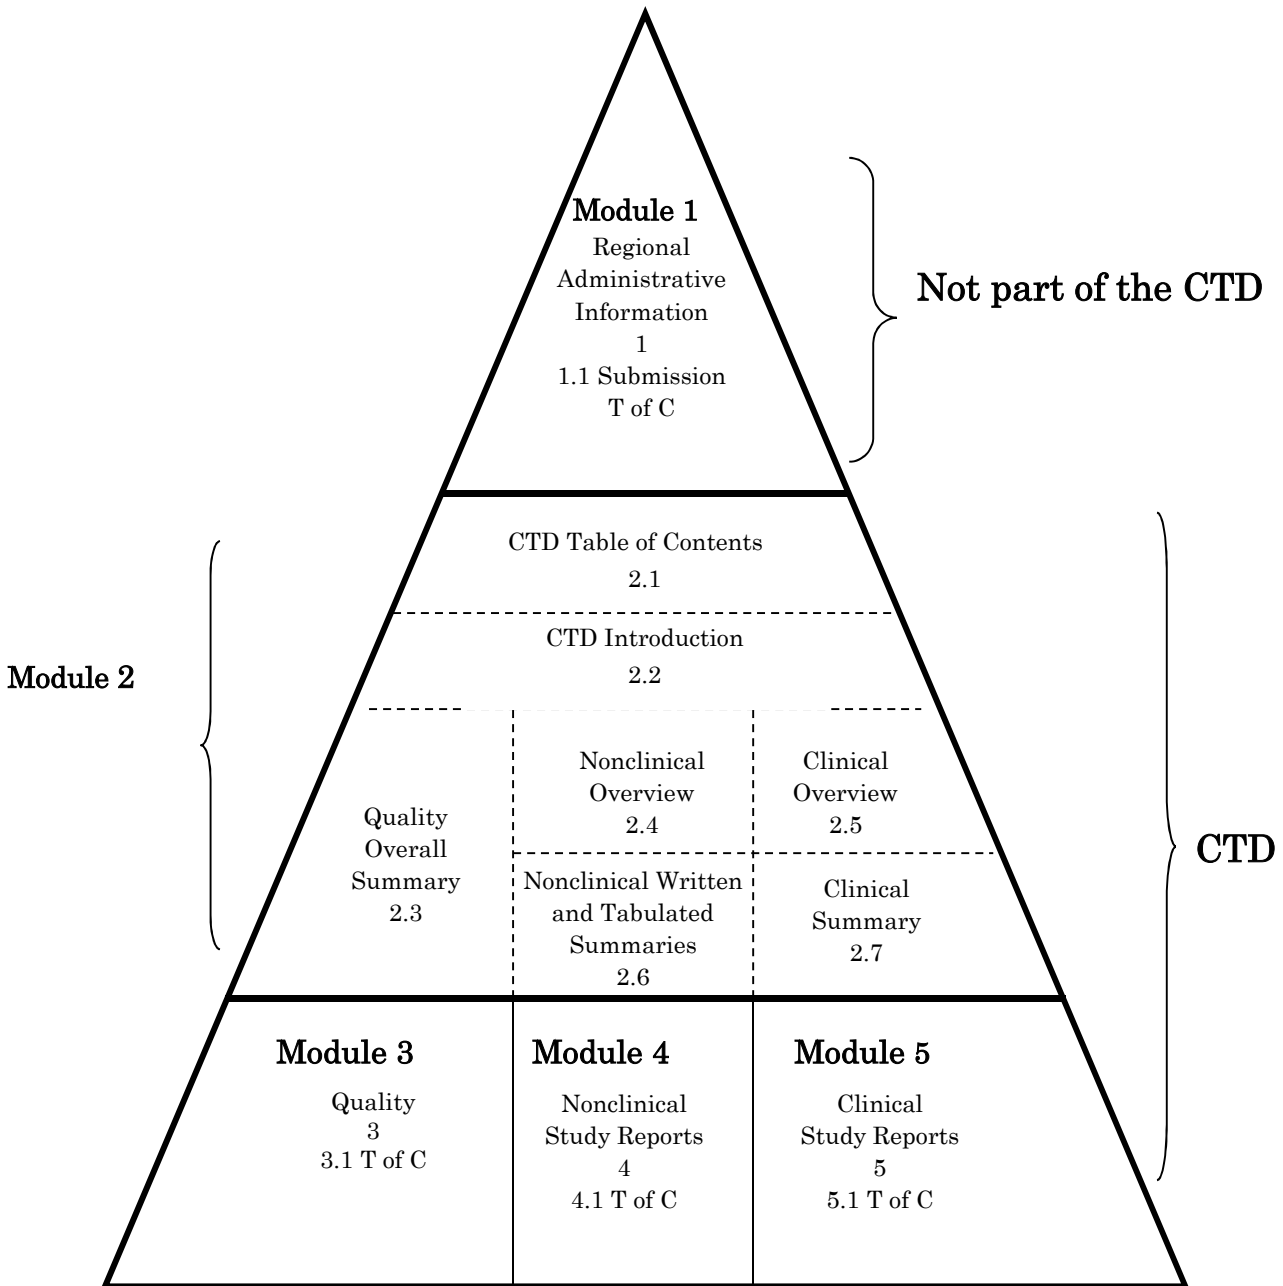 Module 1
Regional
Administrative
Information
1
1.1 Submission
T of C
Not part of the CTD
CTD Table of Contents
2.1
CTD Introduction
2.2
Module 2
Quality
Overall
Summary
2.3
Nonclinical
Overview
2.4
Clinical
Overview
2.5
Nonclinical Written
and Tabulated
Summaries
2.6
Clinical
Summary
2.7
CTD
Module 3
Quality
3
3.1 T of C
Module 4
Nonclinical
Study Reports
4
4.1 T of C
Module 5
Clinical
Study Reports
5
5.1 T of C